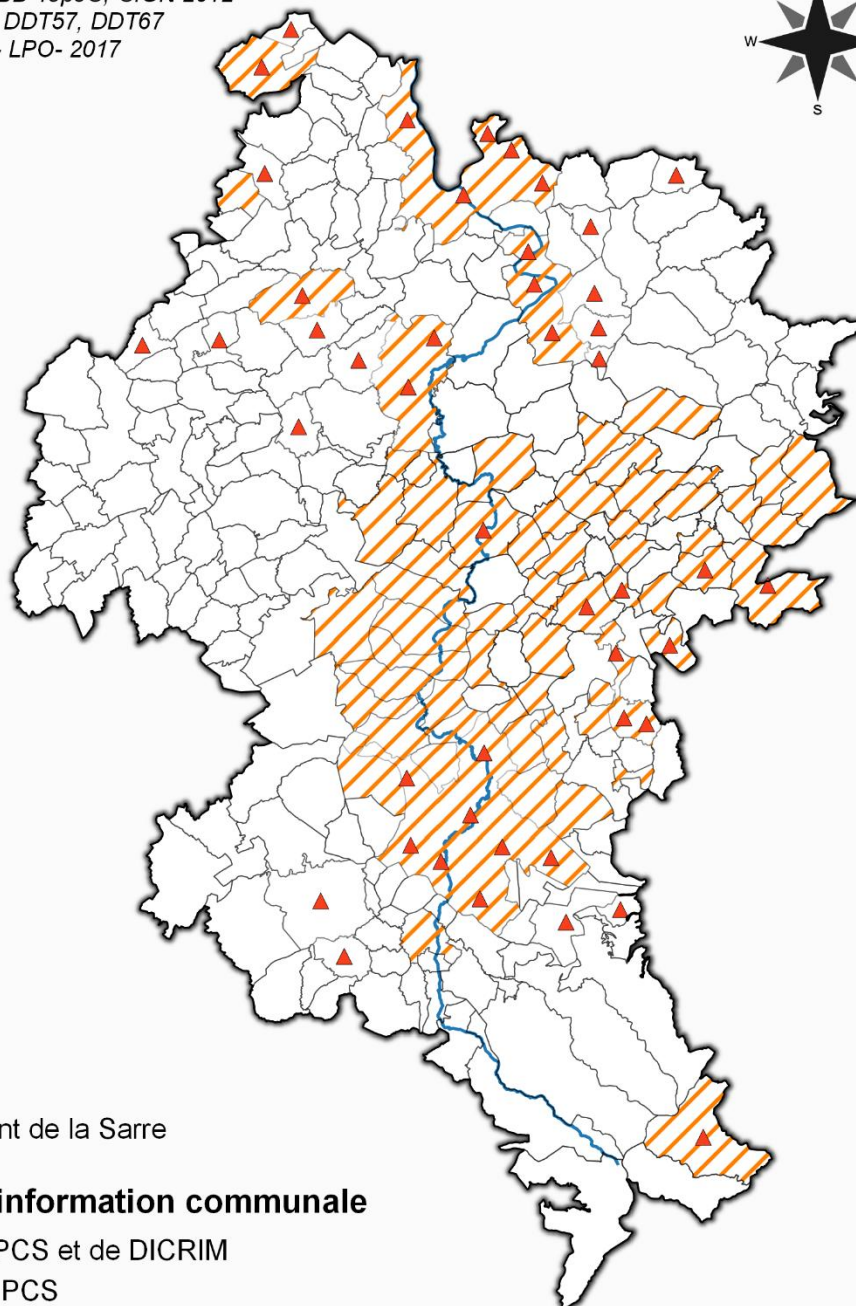 DDT57, DDT67
- LPO- 2017
W
S
nt de la Sarre
information communale
PCS et de DICRIM
PCS